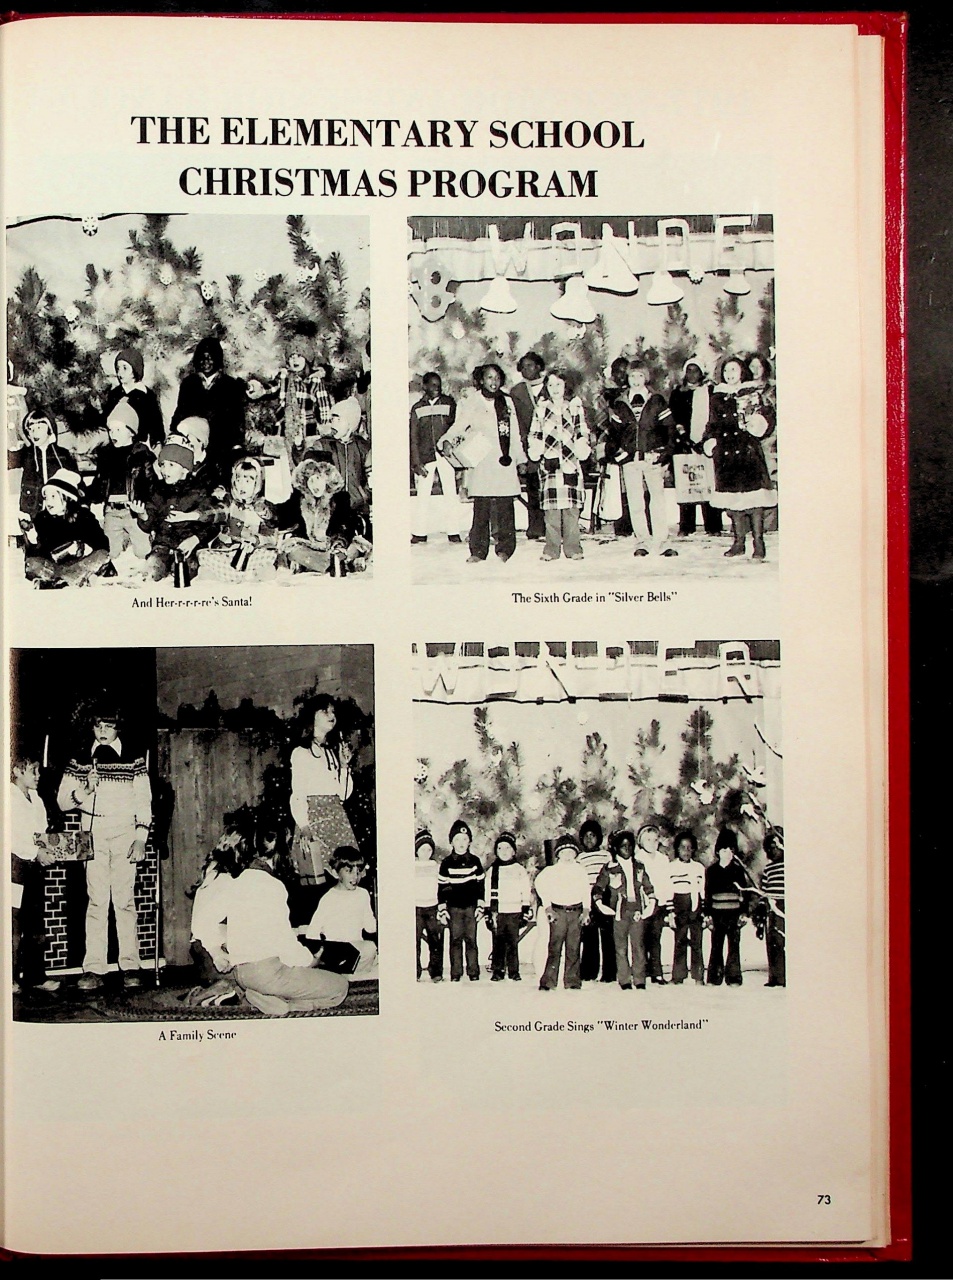 THE ELEMENTARY SCHOOL
CHRISTMAS PROGRAM
WONDE
And Her-r-r-r-re's Santa!
The Sixth Grade in "Silver Bells"
W
R
A Family Scene
Second Grade Sings "Winter Wonderland"
73